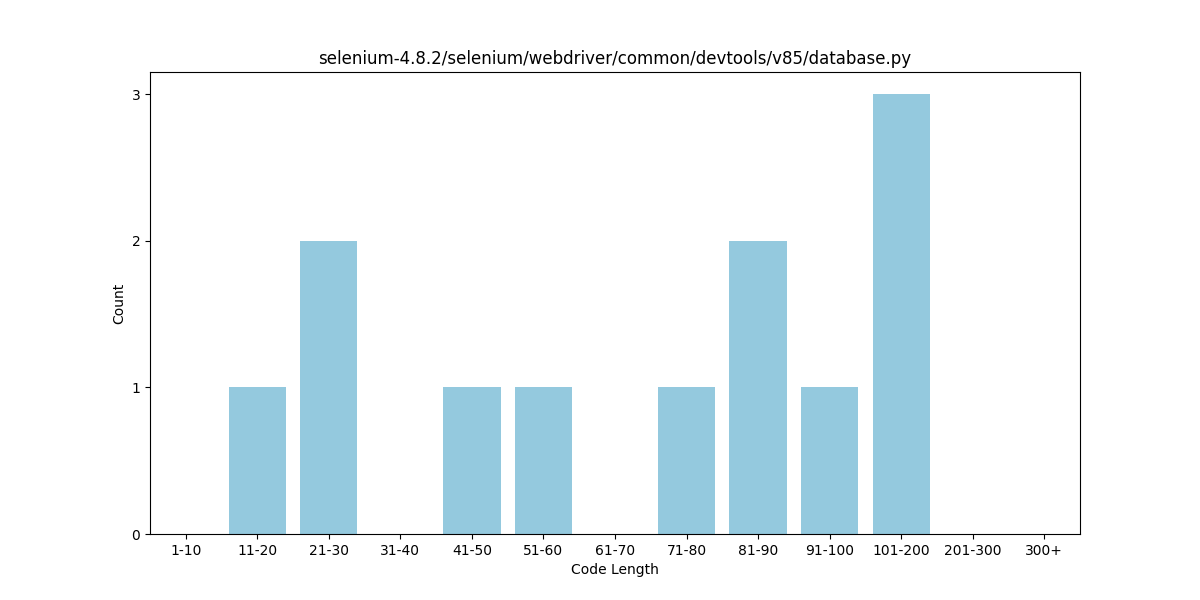 selenium-4.8.2/selenium/webdriver/common/devtools/v85/database.py
3
2
1
0
Count
1-10 11-20 21-30 31-40 41-50 51-60 61-70 71-80 81-90 91-100 101-200 201-300 300+
Code Length